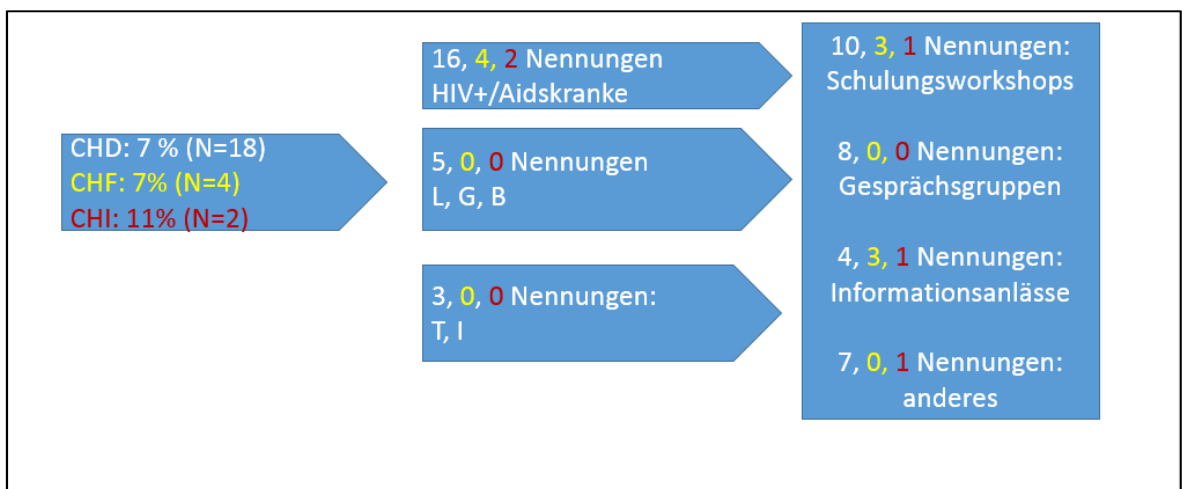 CHD: 7 % (N=18)
CHF: 7% (N=4)
CHI: 11% (N=2)
16, 4, 2 Nennungen
HIV+/Aidskranke
5, 0, 0 Nennungen
L, G, B
3, 0, 0 Nennungen:
T, I
10, 3, 1 Nennungen:
Schulungsworkshops
8, 0, 0 Nennungen:
Gesprächsgruppen
4, 3, 1 Nennungen:
Informationsanlässe
7, 0, 1 Nennungen:
anderes